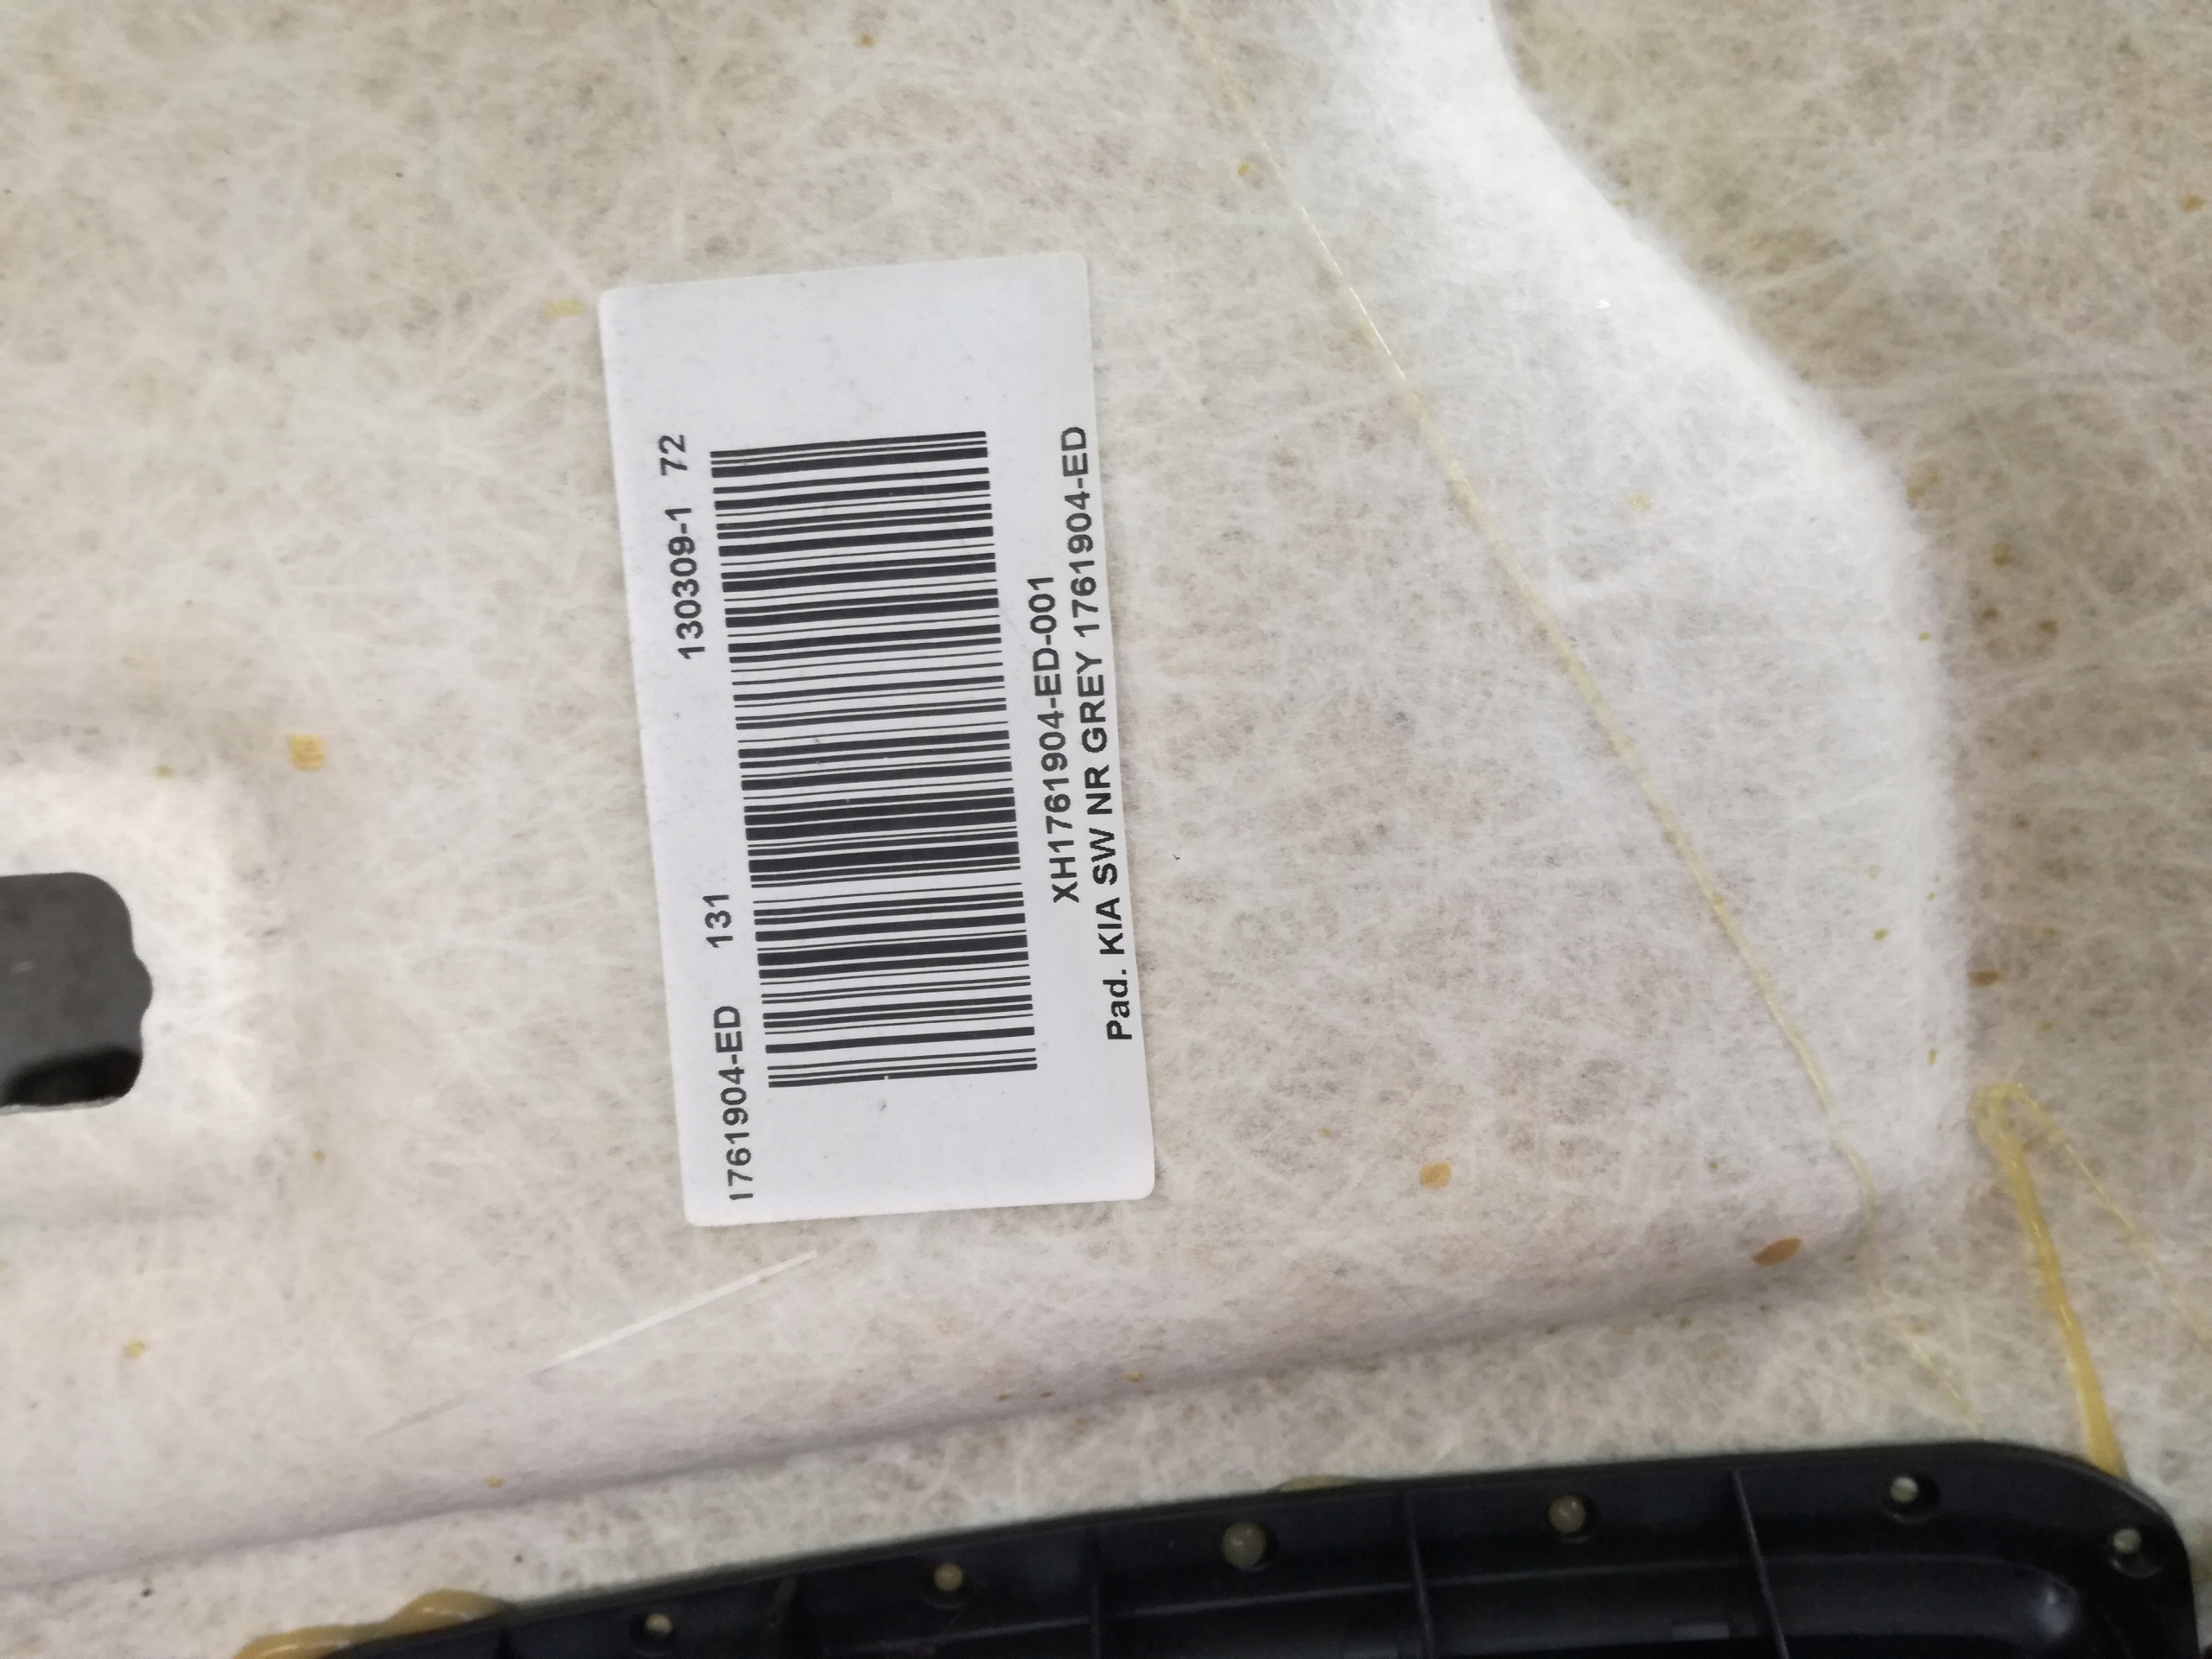 1761904-ED 131 130309-1 72
XH1761904-ED-001
Pad. KIA SW NR GREY 1761904-ED